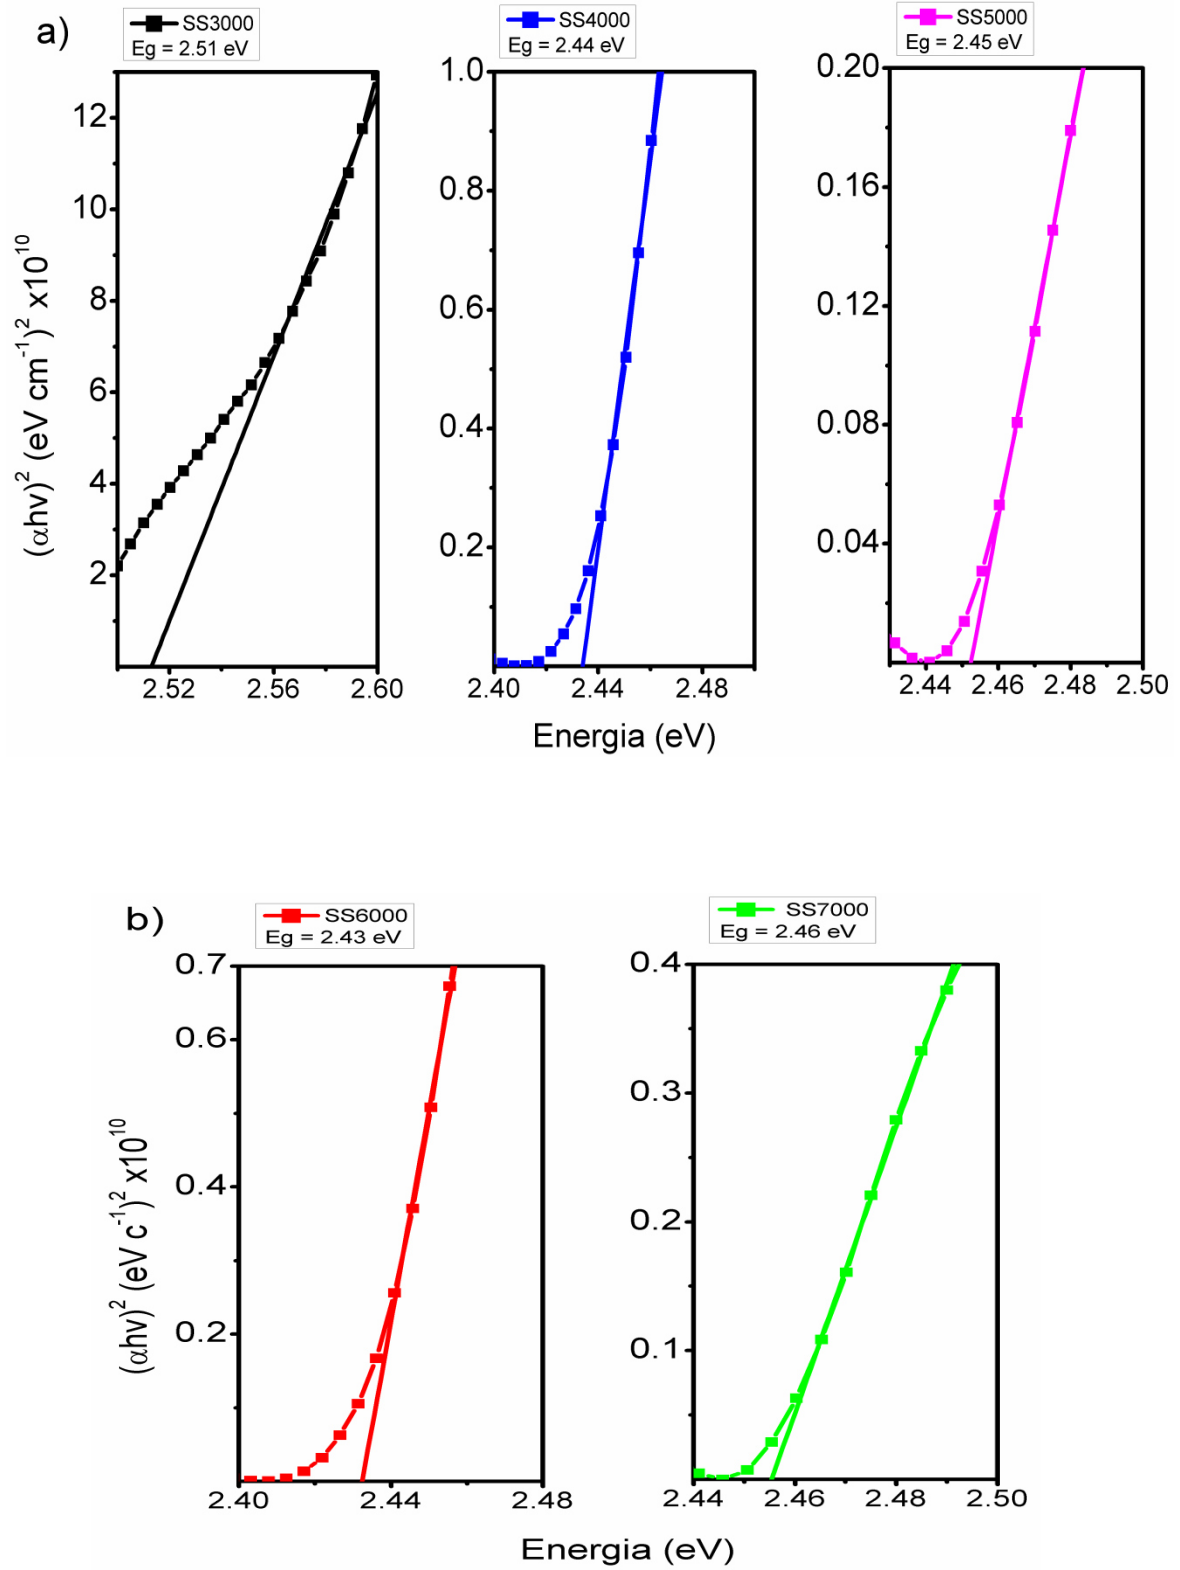 a)
SS3000
Eg = 2.51 eV
SS4000
Eg = 2.44 eV
SS5000
Eg = 2.45 eV
(αhν)² (eV cm⁻¹)² x10¹⁰
12
10
8
6
4
2
2.52 2.56 2.60
1.0
0.8
0.6
0.4
0.2
2.40 2.44 2.48
0.20
0.16
0.12
0.08
0.04
2.44 2.46 2.48 2.50
Energia (eV)
b)
SS6000
Eg = 2.43 eV
SS7000
Eg = 2.46 eV
(αhν)² (eV c⁻¹)² x10¹⁰
0.7
0.6
0.4
0.2
2.40 2.44 2.48
0.4
0.3
0.2
0.1
2.44 2.46 2.48 2.50
Energia (eV)